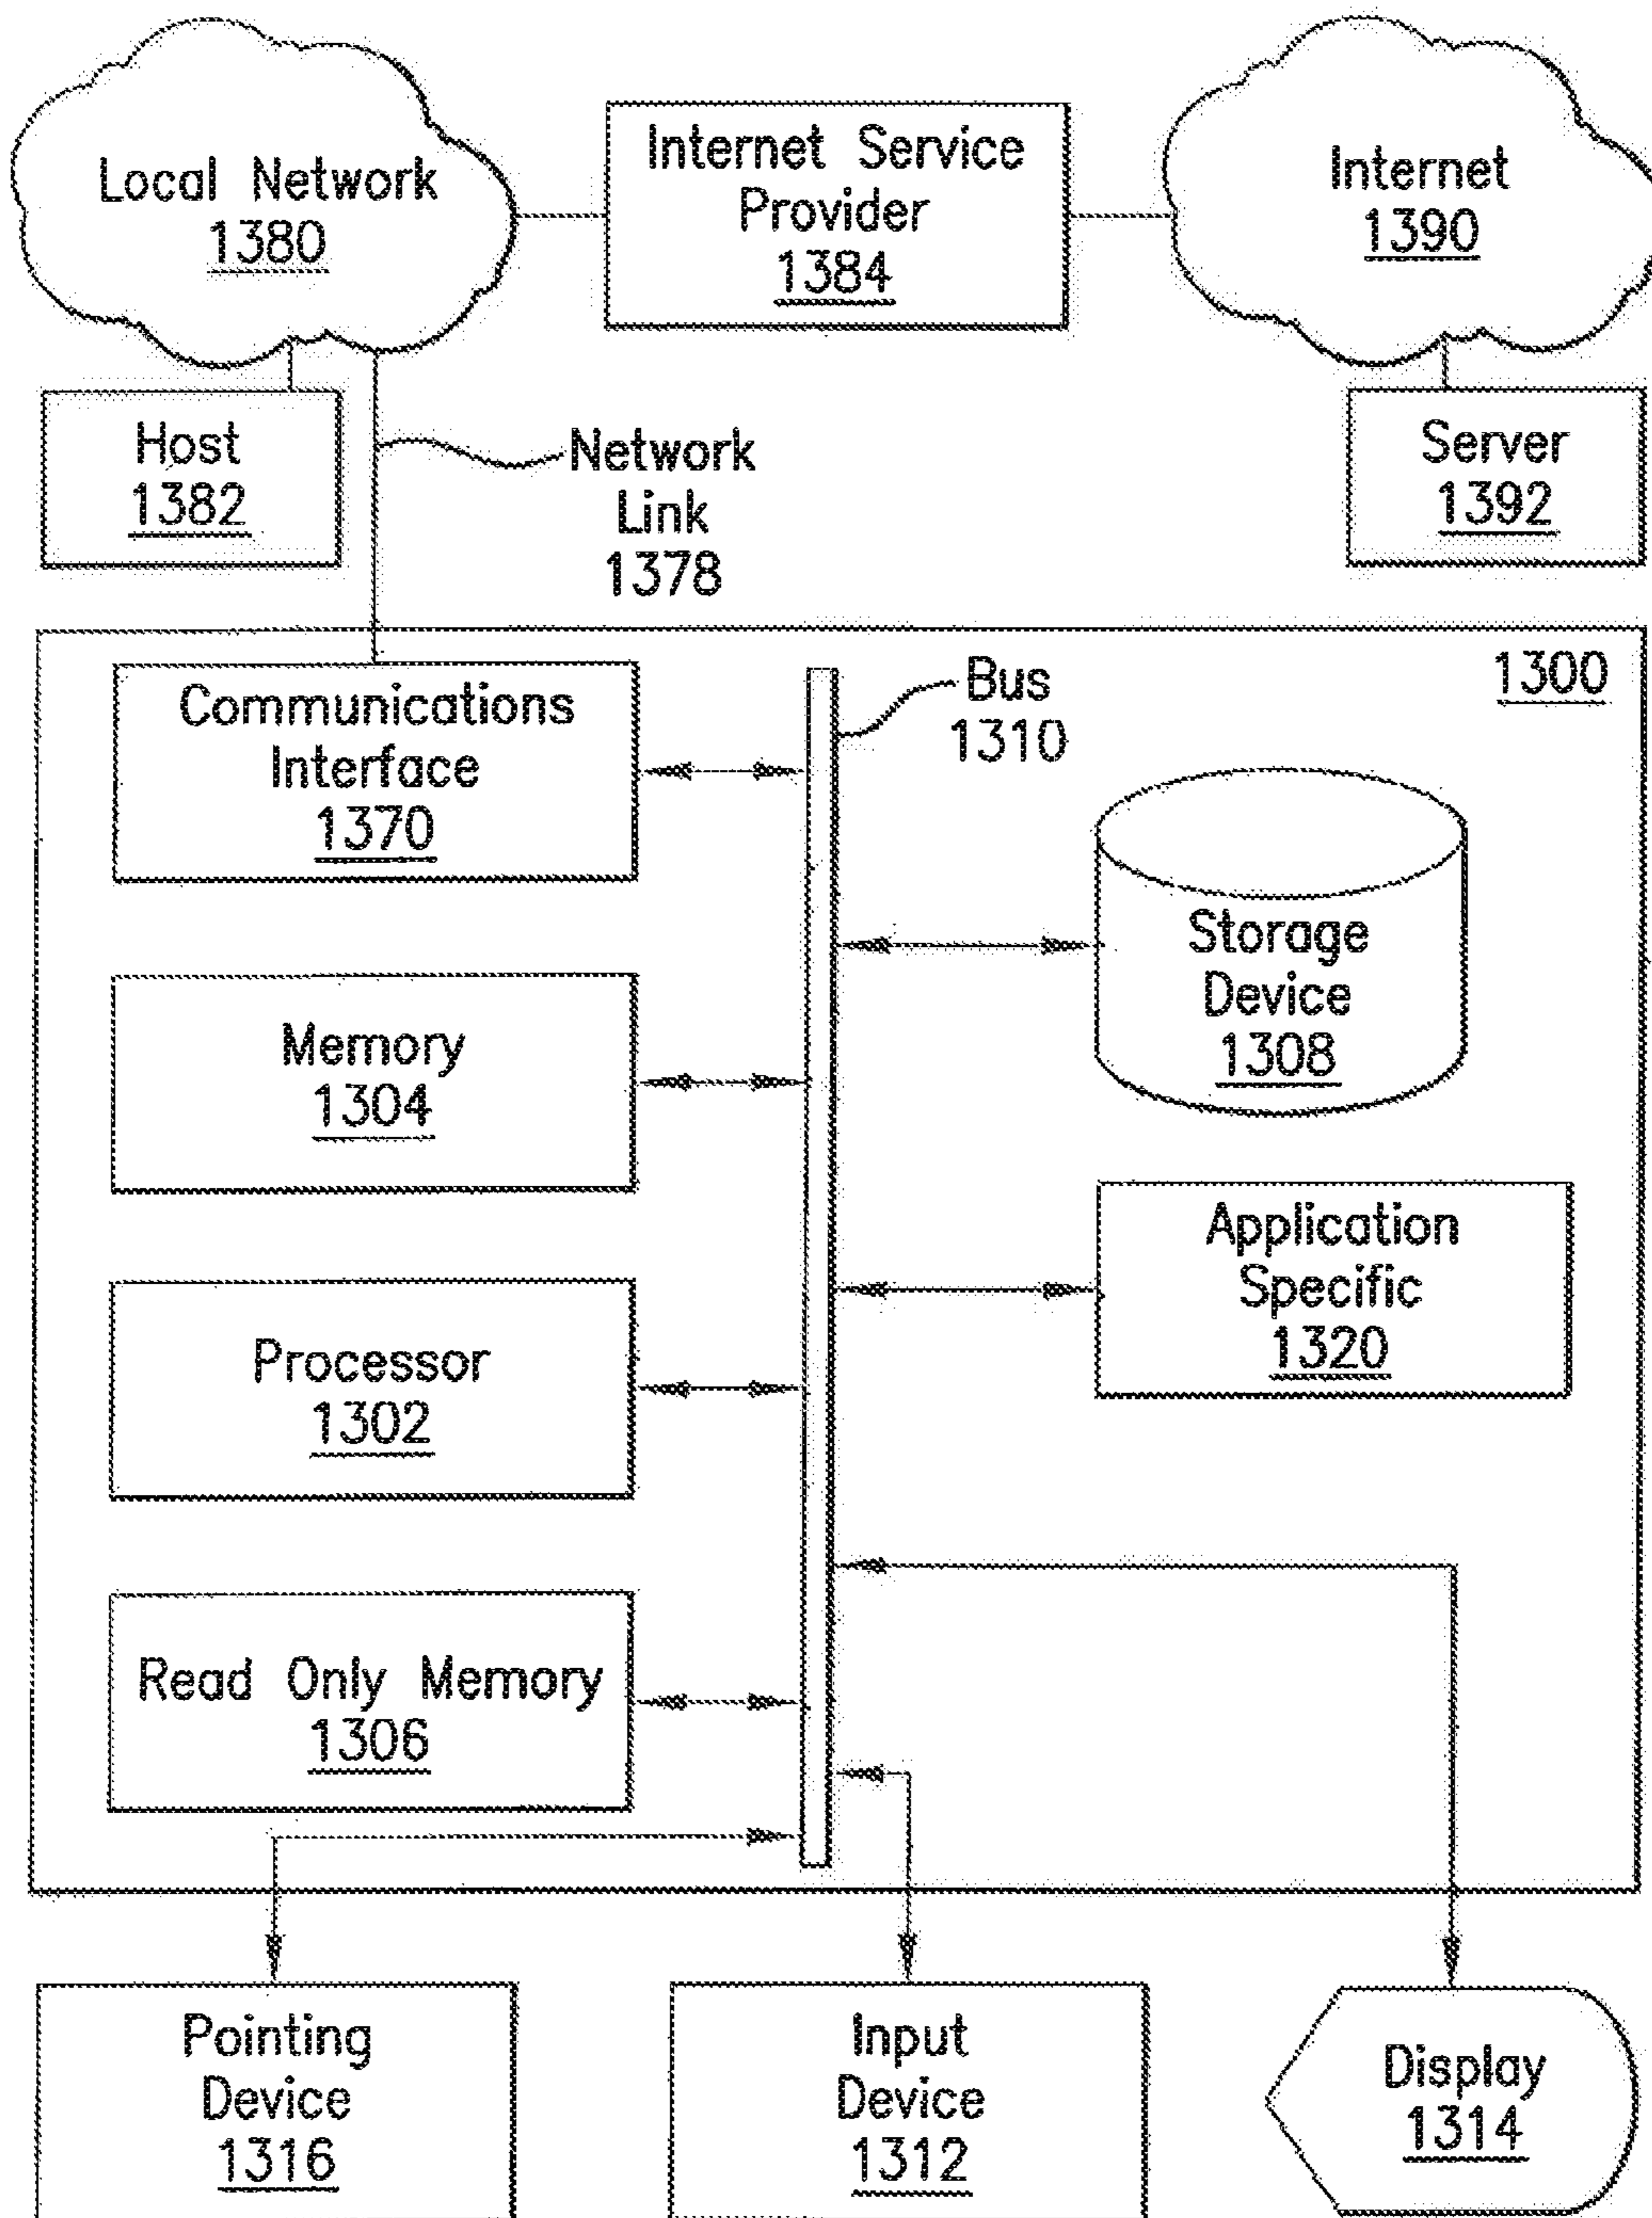 Local Network
1380
Internet Service
Provider
1384
Internet
1390
Host
1382
Network
Link
1378
Server
1392
1300
Communications
Interface
1370
Bus
1310
Storage
Device
1308
Memory
1304
Application
Specific
1320
Processor
1302
Read Only Memory
1306
Pointing
Device
1316
Input
Device
1312
Display
1314